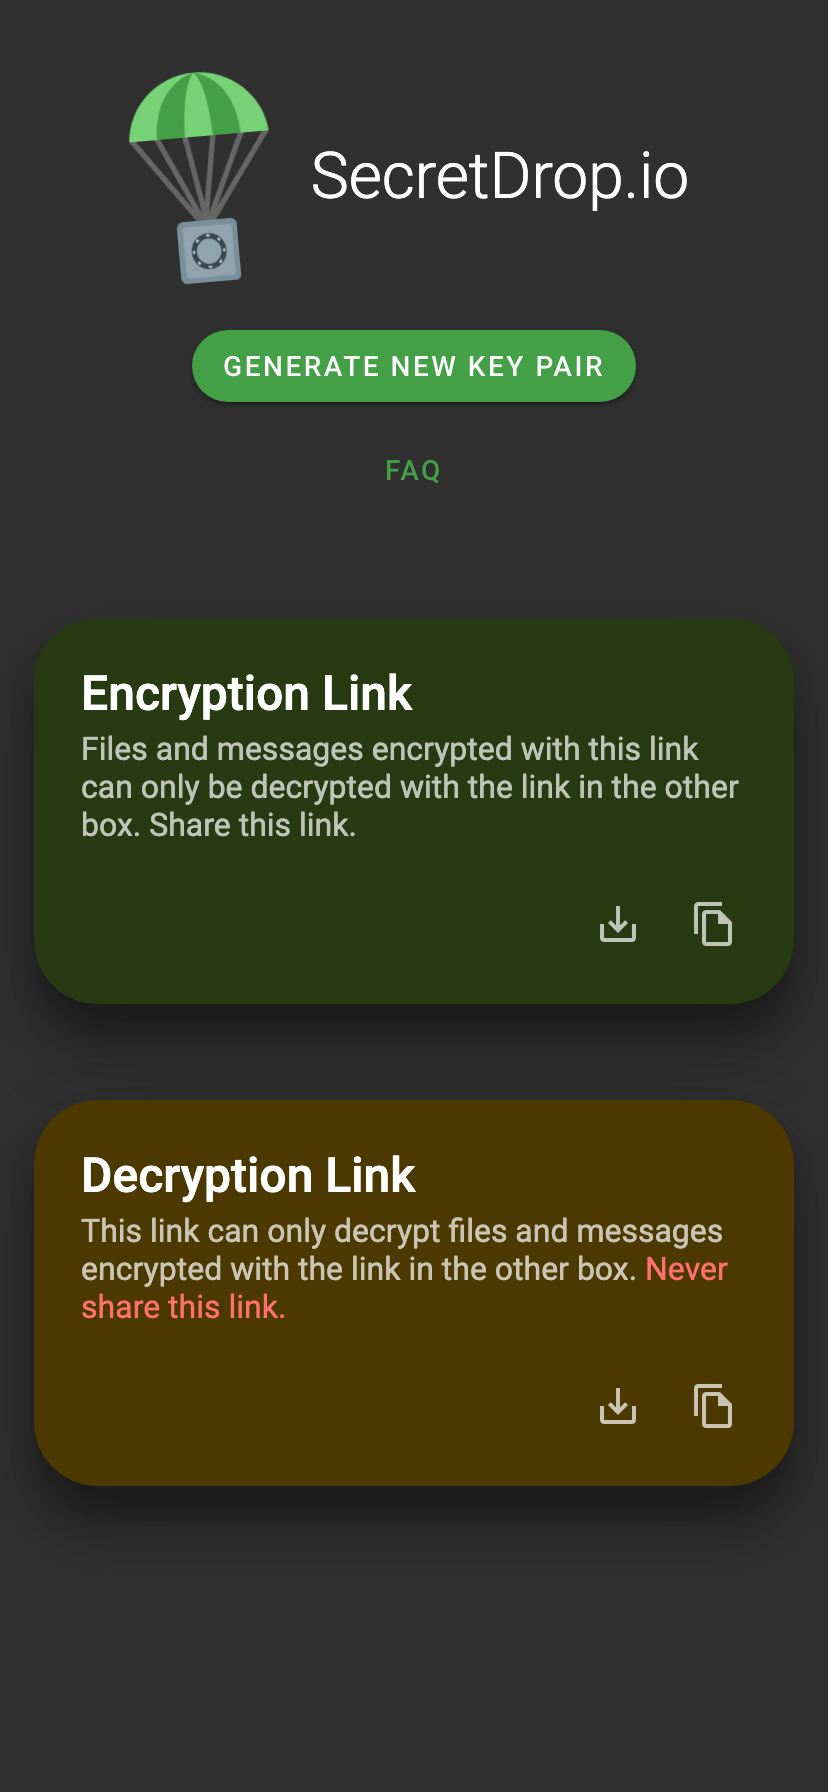 SecretDrop.io
GENERATE NEW KEY PAIR
FAQ
Encryption Link
Files and messages encrypted with this link
can only be decrypted with the link in the other
box. Share this link.
Decryption Link
This link can only decrypt files and messages
encrypted with the link in the other box. Never
share this link.